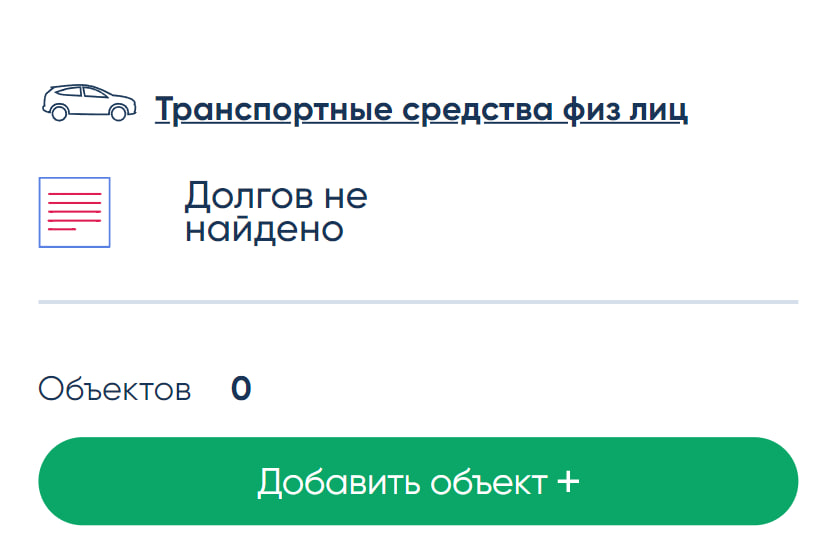 Транспортные средства физ лиц
Долгов не
найдено
Объектов 0
Добавить объект +